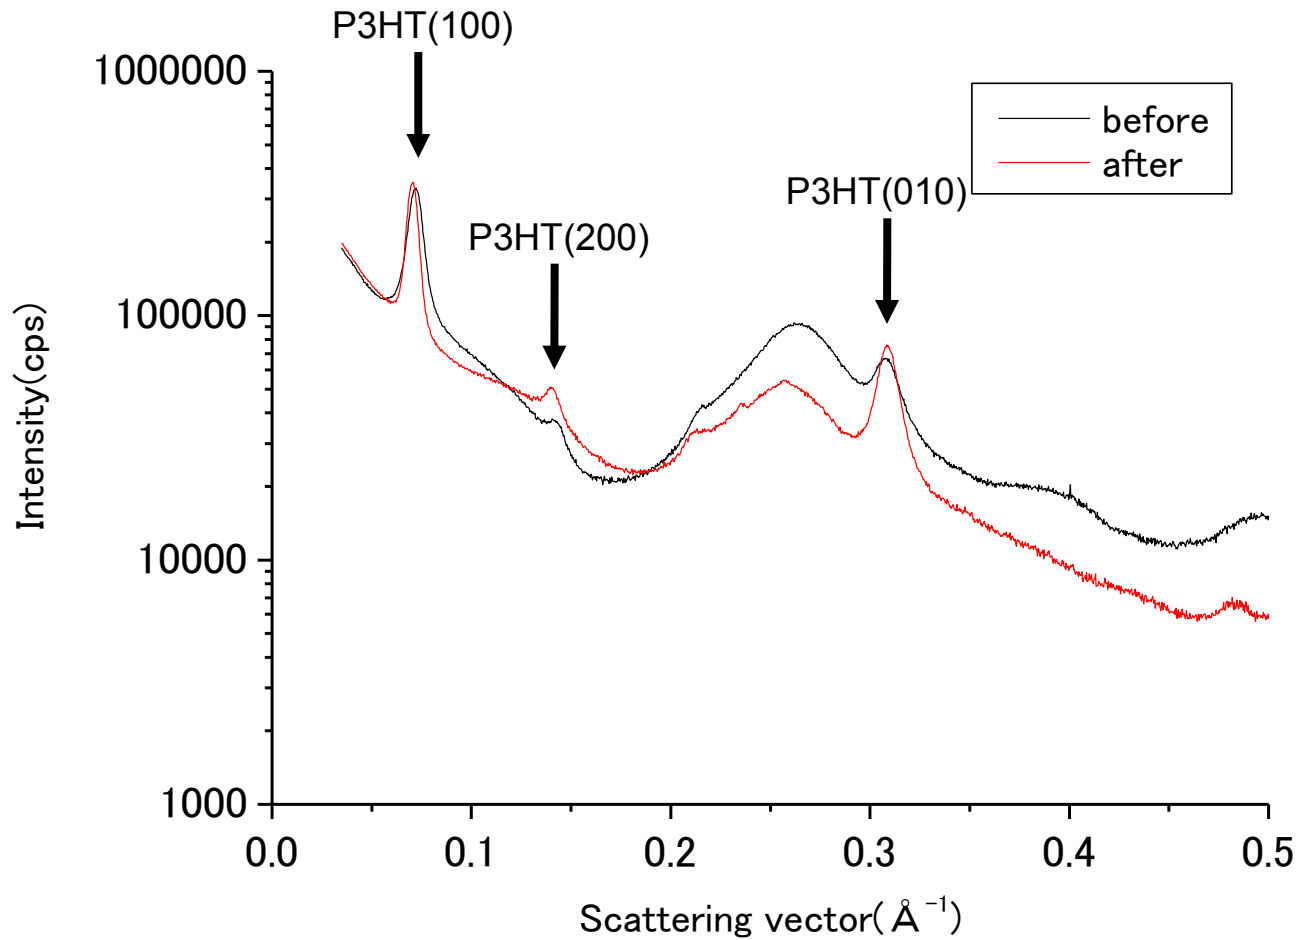 P3HT(100)
1000000
before
after
P3HT(010)
P3HT(200)
100000
Intensity(cps)
10000
1000
0.0 0.1 0.2 0.3 0.4 0.5
Scattering vector(Å⁻¹)